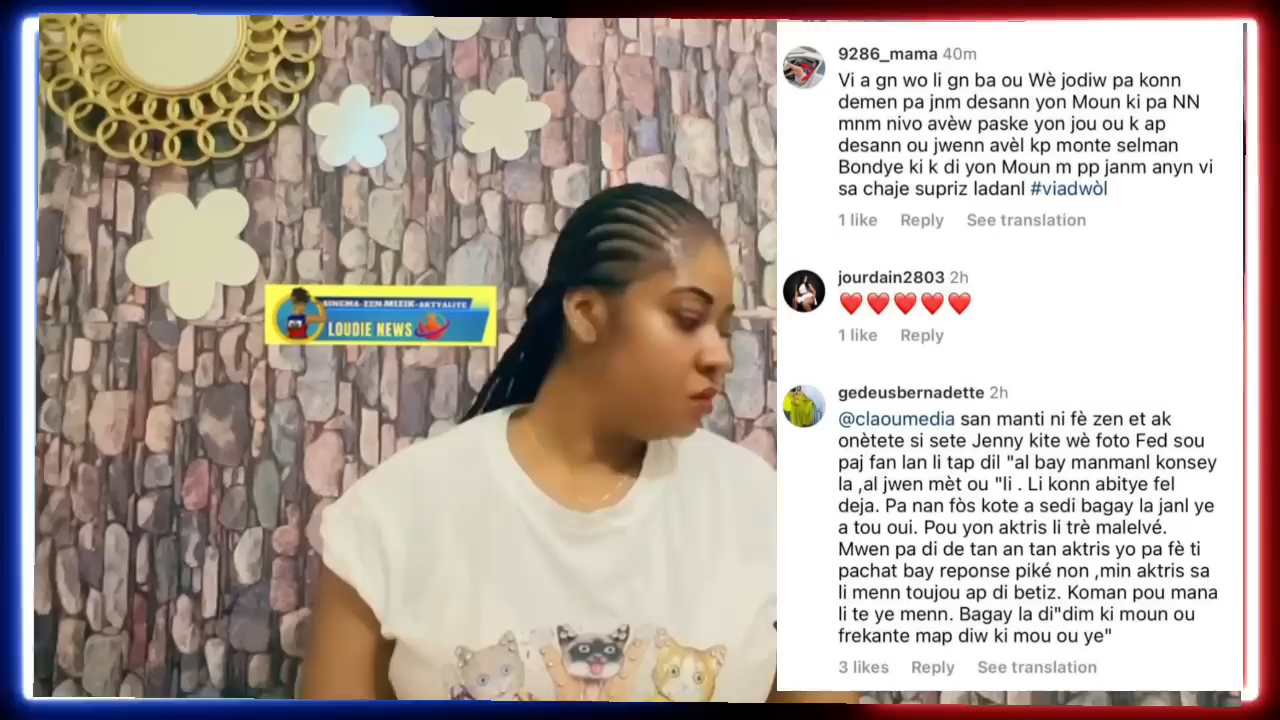 SINEMA-ZEN-MIZIK-AKTYALITE
LOUDIE NEWS
9286_mama 40m
Vi a gn wo li gn ba ou Wè jodiw pa konn
demen pa jnm desann yon Moun ki pa NN
mnm nivo avèw paske yon jou ou k ap
desann ou jwenn avèl kp monte selman
Bondye ki k di yon Moun m pp janm anyn vi
sa chaje supriz ladanl #viadwòl
1 like Reply See translation
jourdain2803 2h
❤️❤️❤️❤️❤️
1 like Reply
gedeusbernadette 2h
@claoumedia san manti ni fè zen et ak
onètete si sete Jenny kite wè foto Fed sou
paj fan lan li tap dil "al bay manmanl konsey
la ,al jwen mèt ou "li . Li konn abitye fel
deja. Pa nan fòs kote a sedi bagay la janl ye
a tou oui. Pou yon aktris li trè malelvé.
Mwen pa di de tan an tan aktris yo pa fè ti
pachat bay reponse piké non ,min aktris sa
li menn toujou ap di betiz. Koman pou mana
li te ye menn. Bagay la di"dim ki moun ou
frekante map diw ki mou ou ye"
3 likes Reply See translation